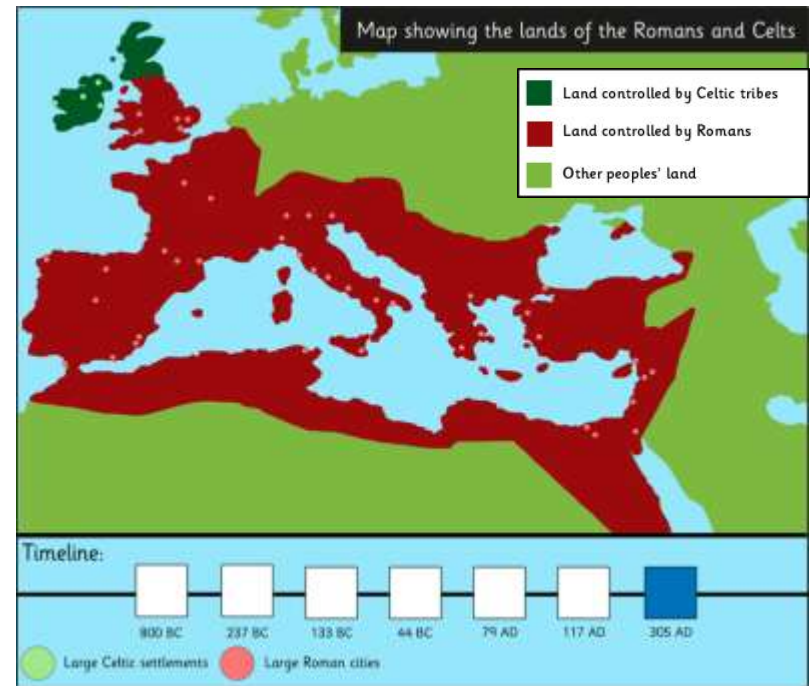 Map showing the lands of the Romans and Celts
Land controlled by Celtic tribes
Land controlled by Romans
Other peoples' land
Timeline:
800 BC 237 BC 133 BC 44 BC 79 AD 117 AD 305 AD
Large Celtic settlements Large Roman cities